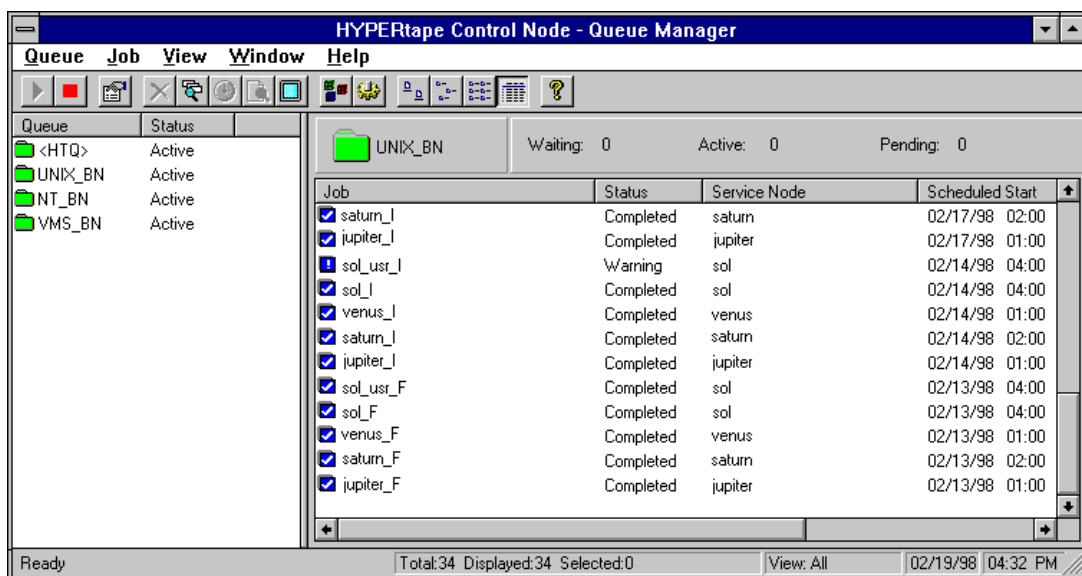 HYPERtape Control Node - Queue Manager
Queue Job View Window Help
Queue Status
<HTQ> Active
UNIX_BN Active
NT_BN Active
VMS_BN Active
UNIX_BN Waiting: 0 Active: 0 Pending: 0
Job Status Service Node Scheduled Start
saturn_I Completed saturn 02/17/98 02:00
jupiter_I Completed jupiter 02/17/98 01:00
sol_usr_I Warning sol 02/14/98 04:00
sol_I Completed sol 02/14/98 04:00
venus_I Completed venus 02/14/98 01:00
saturn_I Completed saturn 02/14/98 02:00
jupiter_I Completed jupiter 02/14/98 01:00
sol_usr_F Completed sol 02/13/98 04:00
sol_F Completed sol 02/13/98 04:00
venus_F Completed venus 02/13/98 01:00
saturn_F Completed saturn 02/13/98 02:00
jupiter_F Completed jupiter 02/13/98 01:00
Ready Total:34 Displayed:34 Selected:0 View: All 02/19/98 04:32 PM